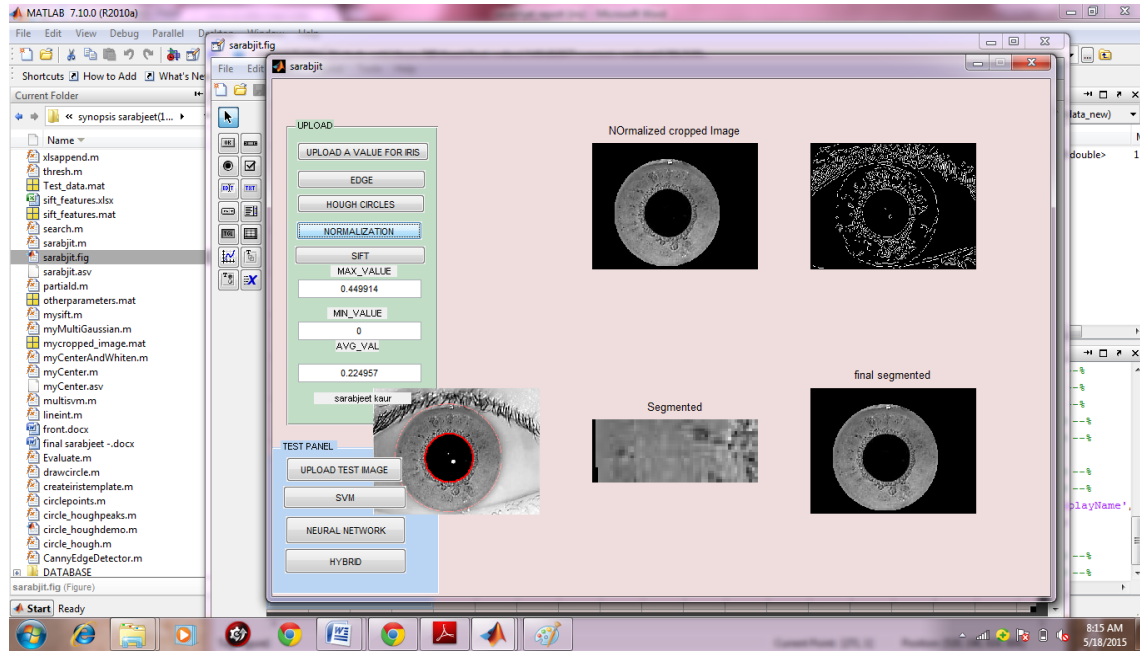 MATLAB 7.10.0 (R2010a)
File Edit View Debug Parallel
Shortcuts How to Add What's Ne
Current Folder
« synopsis sarabjeet(1...
Name
xlsappend.m
thresh.m
Test_data.mat
sift_features.xlsx
sift_features.mat
search.m
sarabjit.m
sarabjit.fig
sarabjit.asv
partiald.m
otherparameters.mat
mysift.m
myMultiGaussian.m
mycropped_image.mat
myCenterAndWhiten.m
myCenter.m
myCenter.asv
multisvm.m
lineint.m
front.docx
final sarabjeet -.docx
Evaluate.m
drawcircle.m
createiristemplate.m
circlepoints.m
circle_houghpeaks.m
circle_houghdemo.m
circle_hough.m
CannyEdgeDetector.m
DATABASE
sarabjit.fig (Figure)
Start Ready
sarabjit.fig
File Edit
sarabjit
UPLOAD
UPLOAD A VALUE FOR IRIS
EDGE
HOUGH CIRCLES
NORMALIZATION
SIFT
MAX_VALUE
0.449914
MIN_VALUE
0
AVG_VAL
0.224957
sarabjeet kaur
TEST PANEL
UPLOAD TEST IMAGE
SVM
NEURAL NETWORK
HYBRID
NOrmalized cropped Image
Segmented
final segmented
data_new)
double>
1
--%
--%
--%
--%
--%
--%
--%
playName',
--%
--%
8:15 AM
5/18/2015